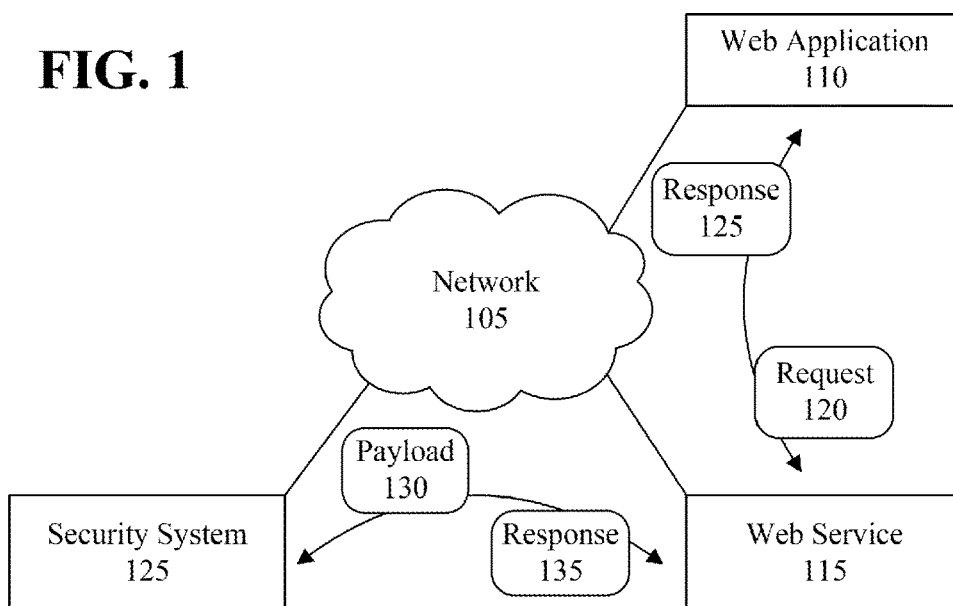 FIG. 1
Web Application
110
Response
125
Network
105
Request
120
Payload
130
Security System
125
Response
135
Web Service
115